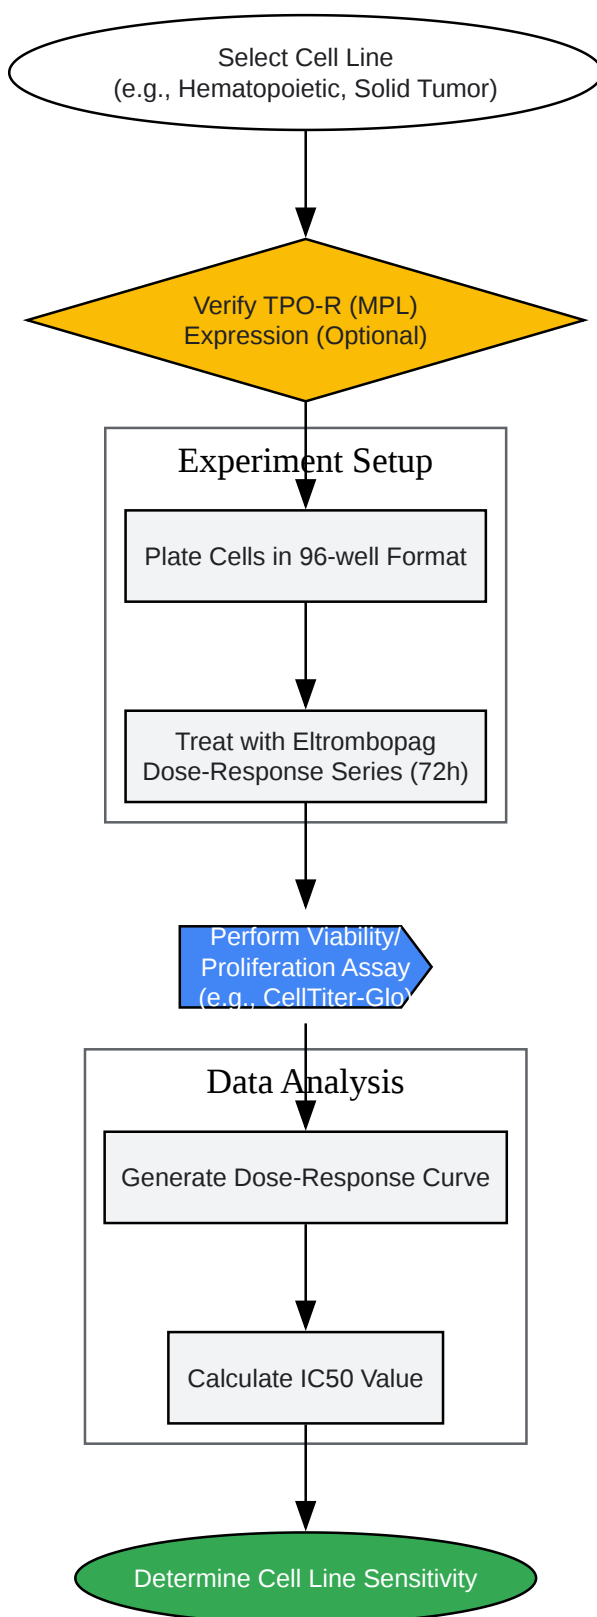 Select Cell Line
(e.g., Hematopoietic, Solid Tumor)
Verify TPO-R (MPL)
Expression (Optional)
Experiment Setup
Plate Cells in 96-well Format
Treat with Eltrombopag
Dose-Response Series (72h)
Perform Viability/
Proliferation Assay
(e.g., CellTiter-Glo)
Data Analysis
Generate Dose-Response Curve
Calculate IC50 Value
Determine Cell Line Sensitivity